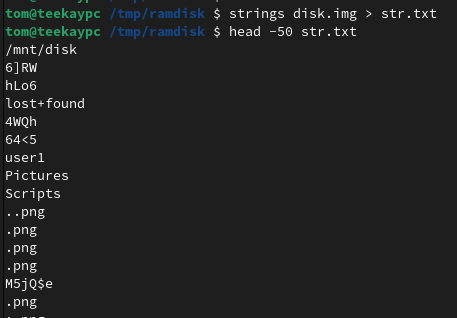 tom@teekaypc /tmp/ramdisk $ strings disk.img > str.txt
tom@teekaypc /tmp/ramdisk $ head -50 str.txt
/mnt/disk
6]RW
hLo6
lost+found
4WQh
64<5
user1
Pictures
Scripts
..png
.png
.png
.png
M5jQ$e
.png